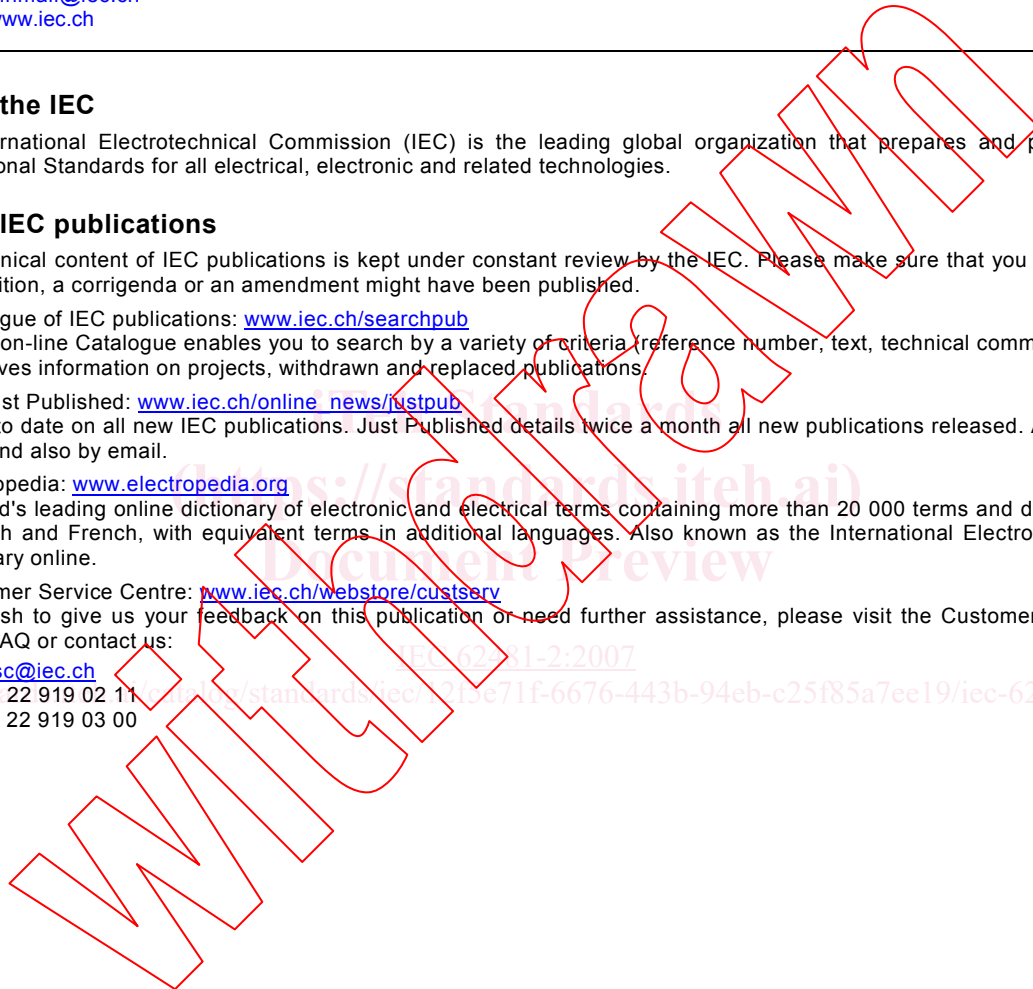 www.iec.ch
the IEC
rnational Electrotechnical Commission (IEC) is the leading global organization that prepares and p
onal Standards for all electrical, electronic and related technologies.
IEC publications
nical content of IEC publications is kept under constant review by the IEC. Please make sure that you
ition, a corrigenda or an amendment might have been published.
gue of IEC publications: www.iec.ch/searchpub
on-line Catalogue enables you to search by a variety of criteria (reference number, text, technical comm
ves information on projects, withdrawn and replaced publications.
iTeh Standards
st Published: www.iec.ch/online_news/justpub
to date on all new IEC publications. Just Published details twice a month all new publications released. A
nd also by email.
opedia: www.electropedia.org
(https://standards.iteh.ai)
d's leading online dictionary of electronic and electrical terms containing more than 20 000 terms and d
h and French, with equivalent terms in additional languages. Also known as the International Electro
ary online.
Document Preview
mer Service Centre: www.iec.ch/webstore/custserv
sh to give us your feedback on this publication or need further assistance, please visit the Customer
AQ or contact us:
IEC 62481-2:2007
sc@iec.ch
22 919 02 11
/catalog/standards/iec/12f5e71f-6676-443b-94eb-c25f85a7ee19/iec-62
22 919 03 00
withdrawn